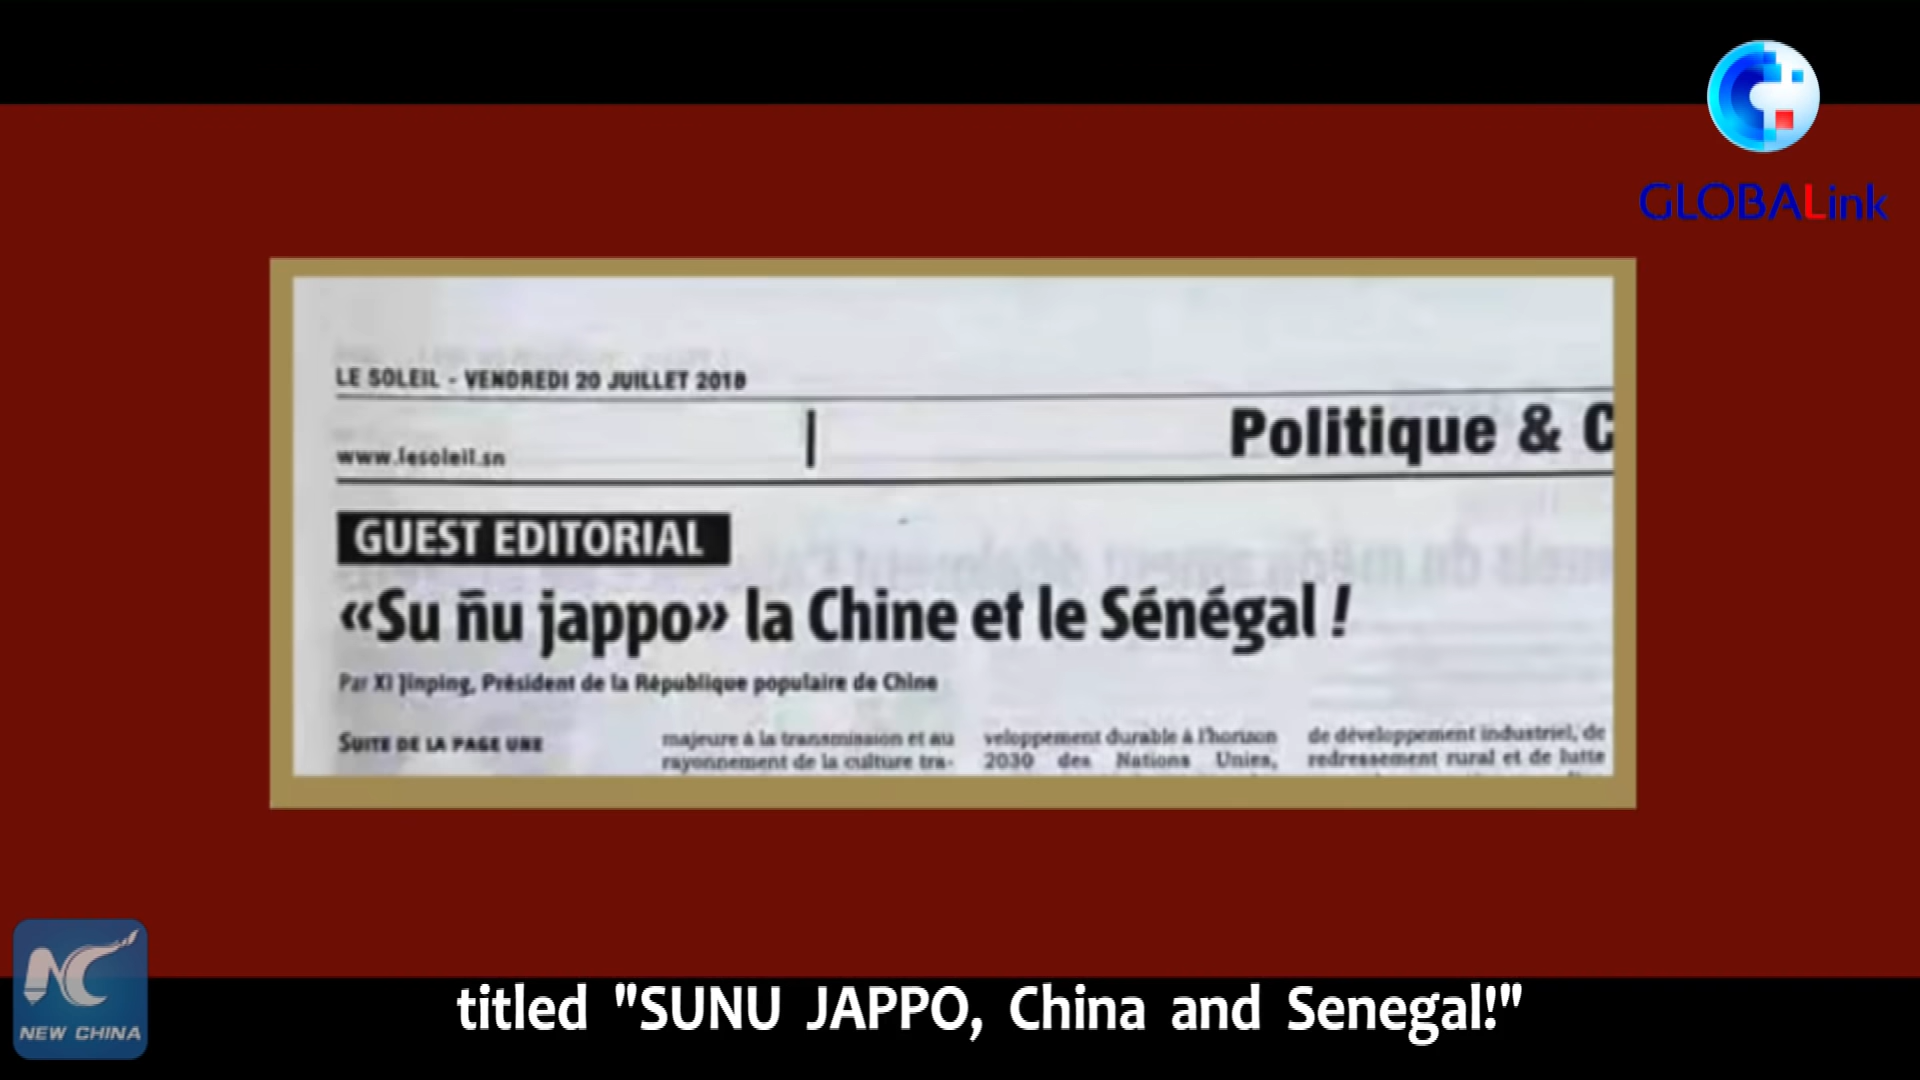 GLOBALink
LE SOLEIL - VENDREDI 20 JUILLET 2018
www.lesoleil.sn
Politique & C
GUEST EDITORIAL
«Su ñu jappo» la Chine et le Sénégal !
Par Xi Jinping, Président de la République populaire de Chine
SUITE DE LA PAGE UNE
majeure à la transmission et au
rayonnement de la culture tra-
veloppement durable à l'horizon
2030 des Nations Unies,
de développement industriel, de
redressement rural et de lutte
NEW CHINA
titled "SUNU JAPPO, China and Senegal!"